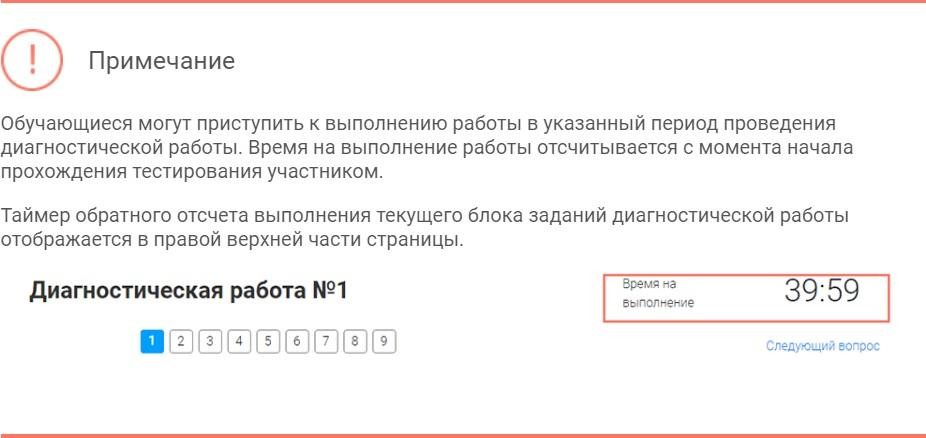 !
Примечание
Обучающиеся могут приступить к выполнению работы в указанный период проведения
диагностической работы. Время на выполнение работы отсчитывается с момента начала
прохождения тестирования участником.
Таймер обратного отсчета выполнения текущего блока заданий диагностической работы
отображается в правой верхней части страницы.
Диагностическая работа №1
Время на
выполнение
39:59
1 2 3 4 5 6 7 8 9
Следующий вопрос